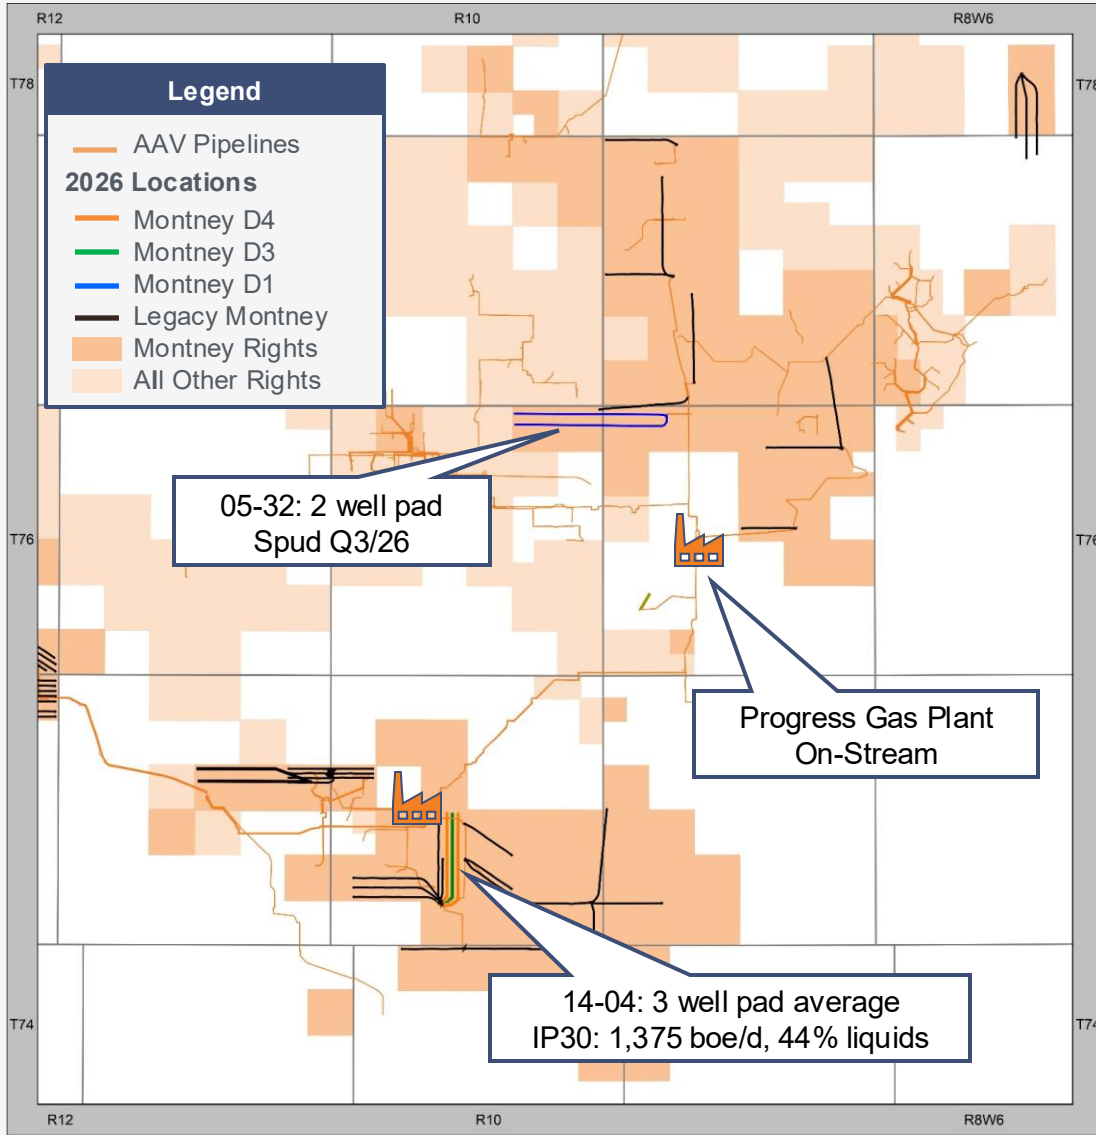 R12 R10 R8W6
T78 T78
Legend
AAV Pipelines
2026 Locations
Montney D4
Montney D3
Montney D1
Legacy Montney
Montney Rights
All Other Rights
05-32: 2 well pad
Spud Q3/26
T76 T76
Progress Gas Plant
On-Stream
14-04: 3 well pad average
IP30: 1,375 boe/d, 44% liquids
T74 T74
R12 R10 R8W6